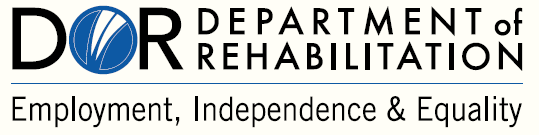 DOR DEPARTMENT of
REHABILITATION
Employment, Independence & Equality